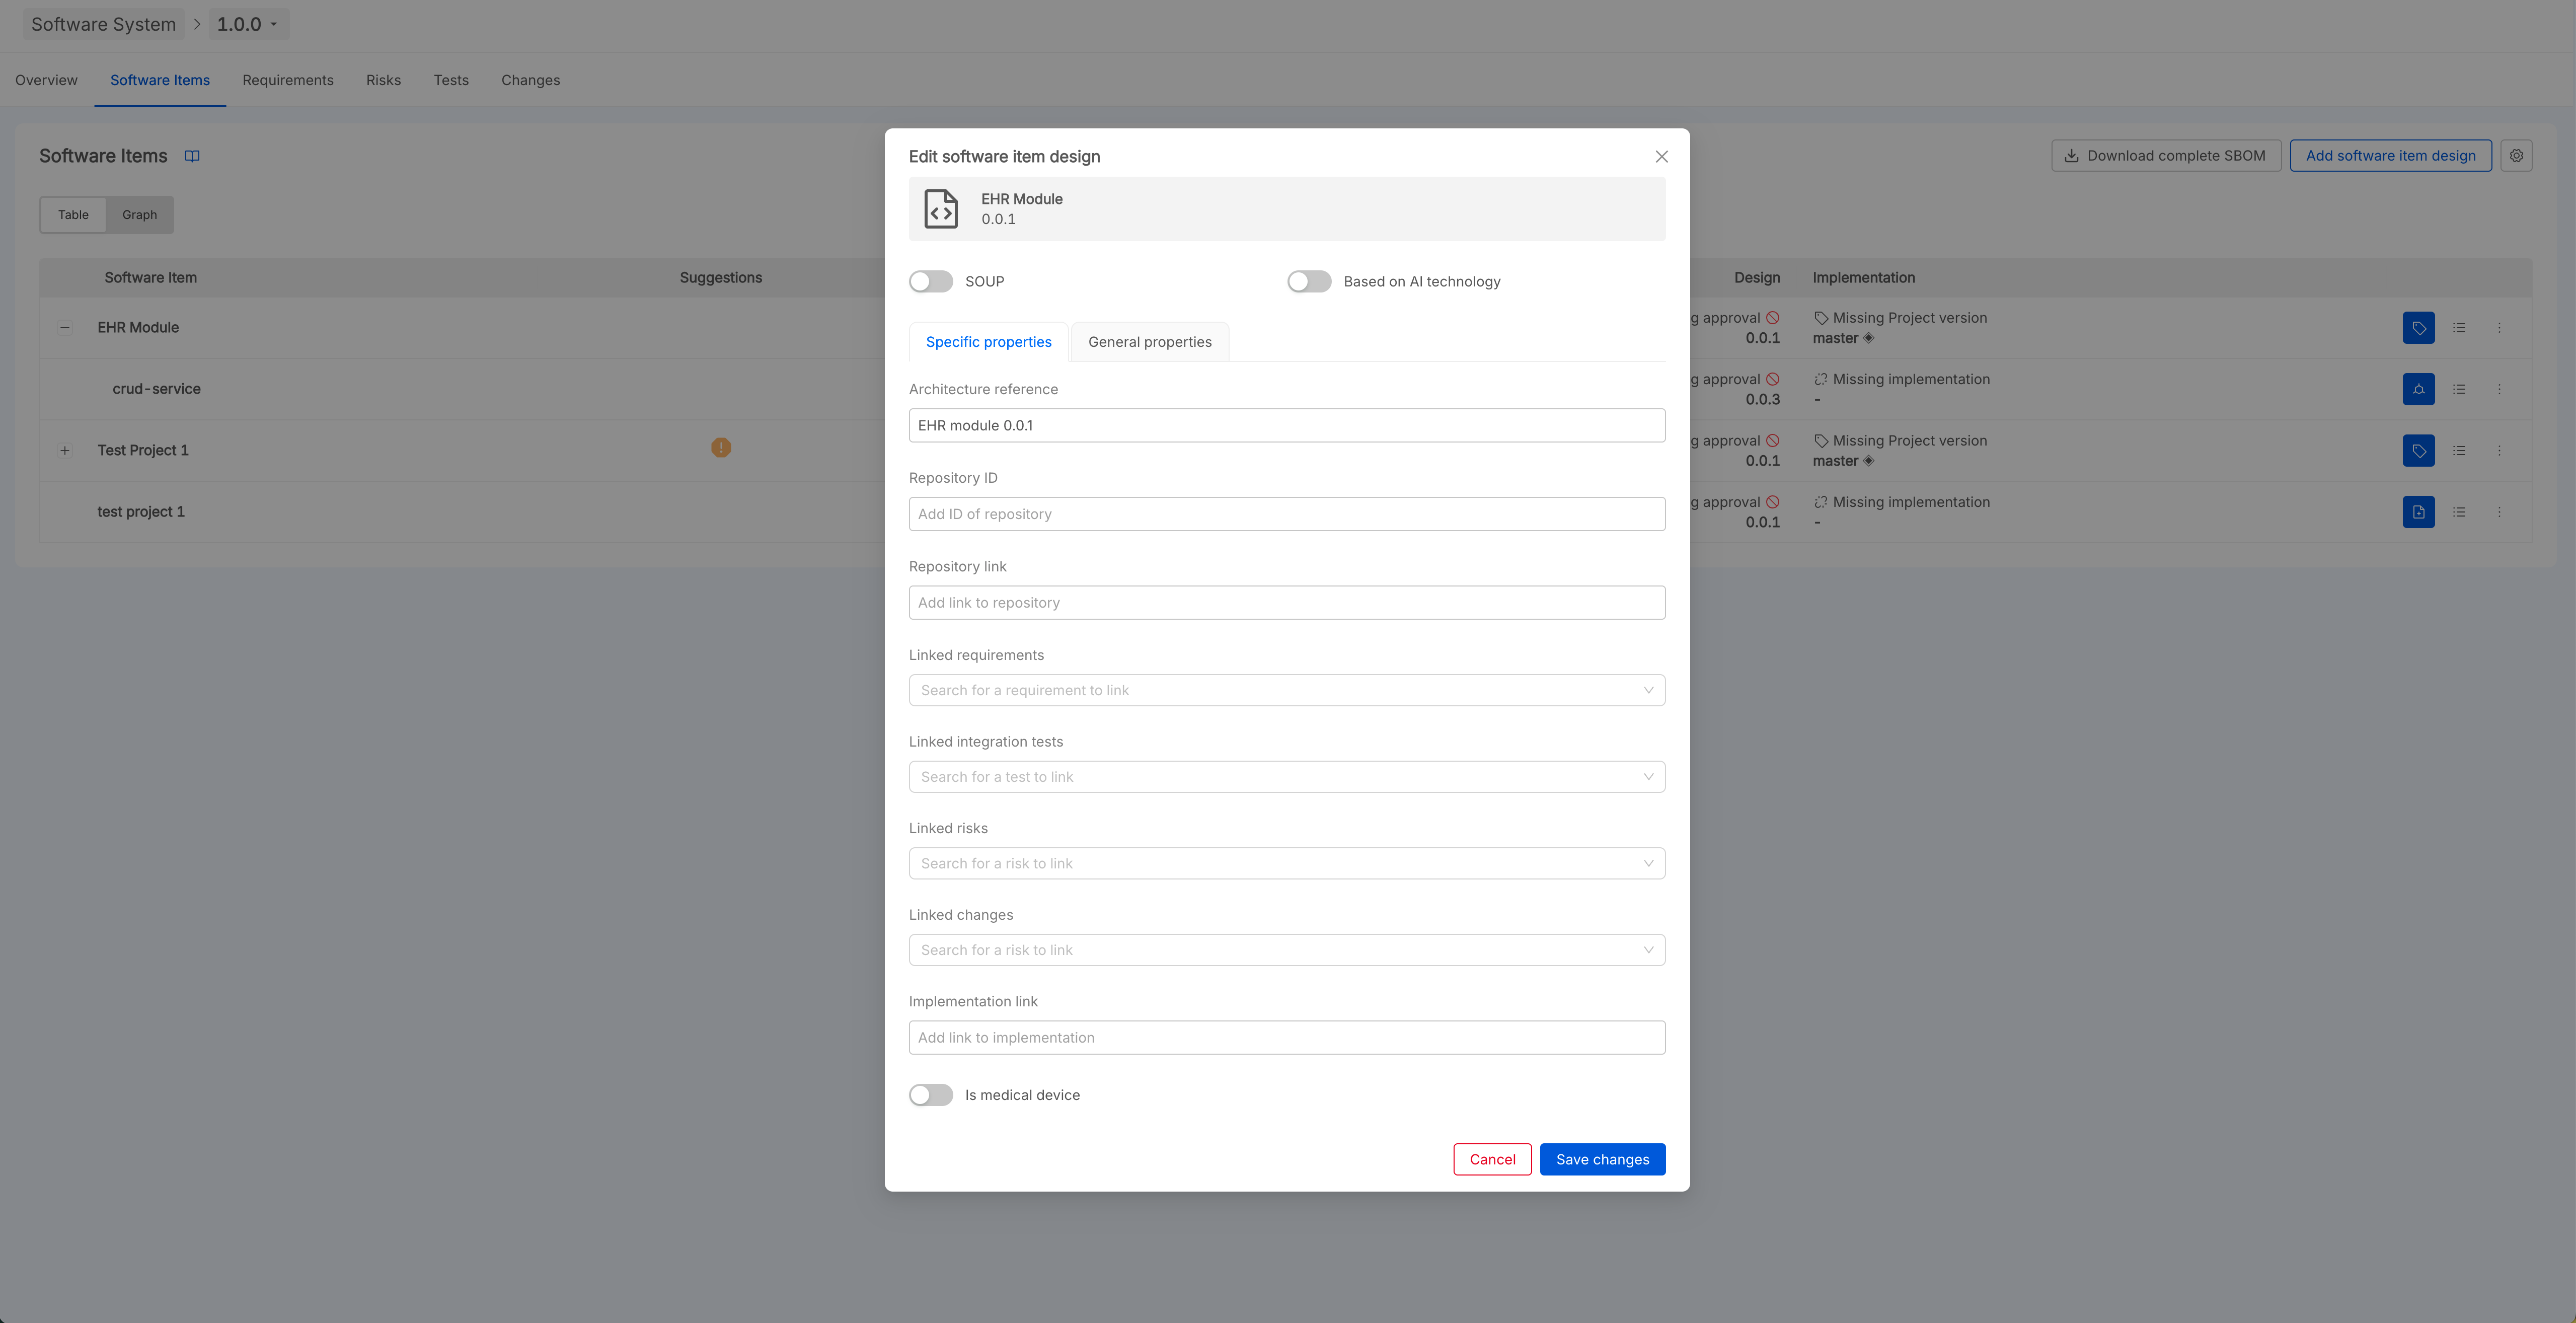 Software System > 1.0.0
Overview Software Items Requirements Risks Tests Changes
Software Items
Download complete SBOM Add software item design
Table Graph
Software Item Suggestions Design Implementation
EHR Module g approval Missing Project version
0.0.1 master
crud-service g approval Missing implementation
0.0.3 -
Test Project 1 g approval Missing Project version
0.0.1 master
test project 1 g approval Missing implementation
0.0.1 -
Edit software item design
EHR Module
0.0.1
SOUP Based on AI technology
Specific properties General properties
Architecture reference
EHR module 0.0.1
Repository ID
Add ID of repository
Repository link
Add link to repository
Linked requirements
Search for a requirement to link
Linked integration tests
Search for a test to link
Linked risks
Search for a risk to link
Linked changes
Search for a risk to link
Implementation link
Add link to implementation
Is medical device
Cancel Save changes